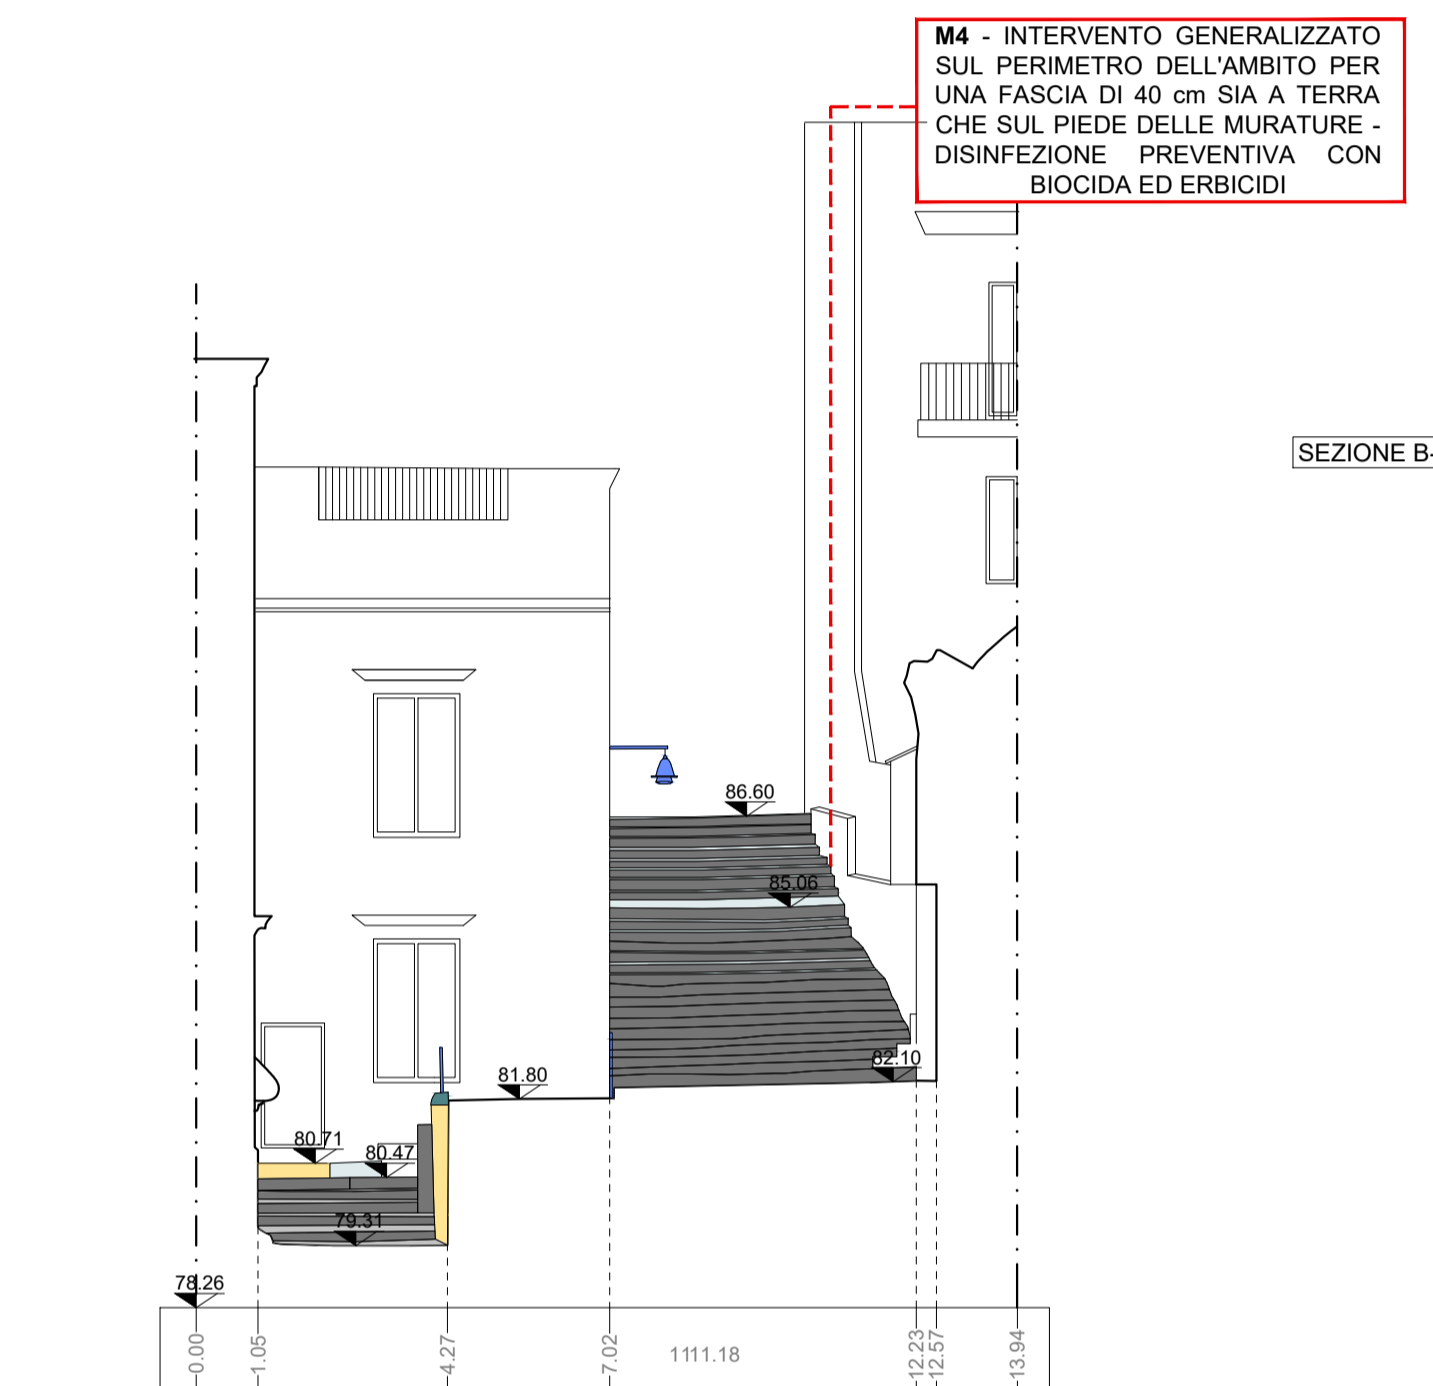 M4 - INTERVENTO GENERALIZZATO
SUL PERIMETRO DELL'AMBITO PER
UNA FASCIA DI 40 cm SIA A TERRA
CHE SUL PIEDE DELLE MURATURE -
DISINFEZIONE PREVENTIVA CON
BIOCIDA ED ERBICIDI
SEZIONE B-
86.60
85.06
82.10
81.80
80.71
80.47
79.31
78.26
0.00
1.05
4.27
7.02
1111.18
12.23
12.57
13.94